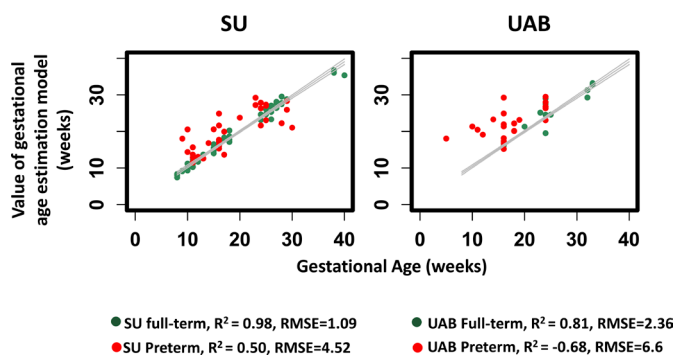 SU UAB
Value of gestational
age estimation model
(weeks)
0 10 30
0 10 30
0 10 20 30 40
0 10 20 30 40
Gestational Age (weeks)
SU full-term, R² = 0.98, RMSE=1.09
UAB Full-term, R² = 0.81, RMSE=2.36
SU Preterm, R² = 0.50, RMSE=4.52
UAB Preterm, R² = -0.68, RMSE=6.6